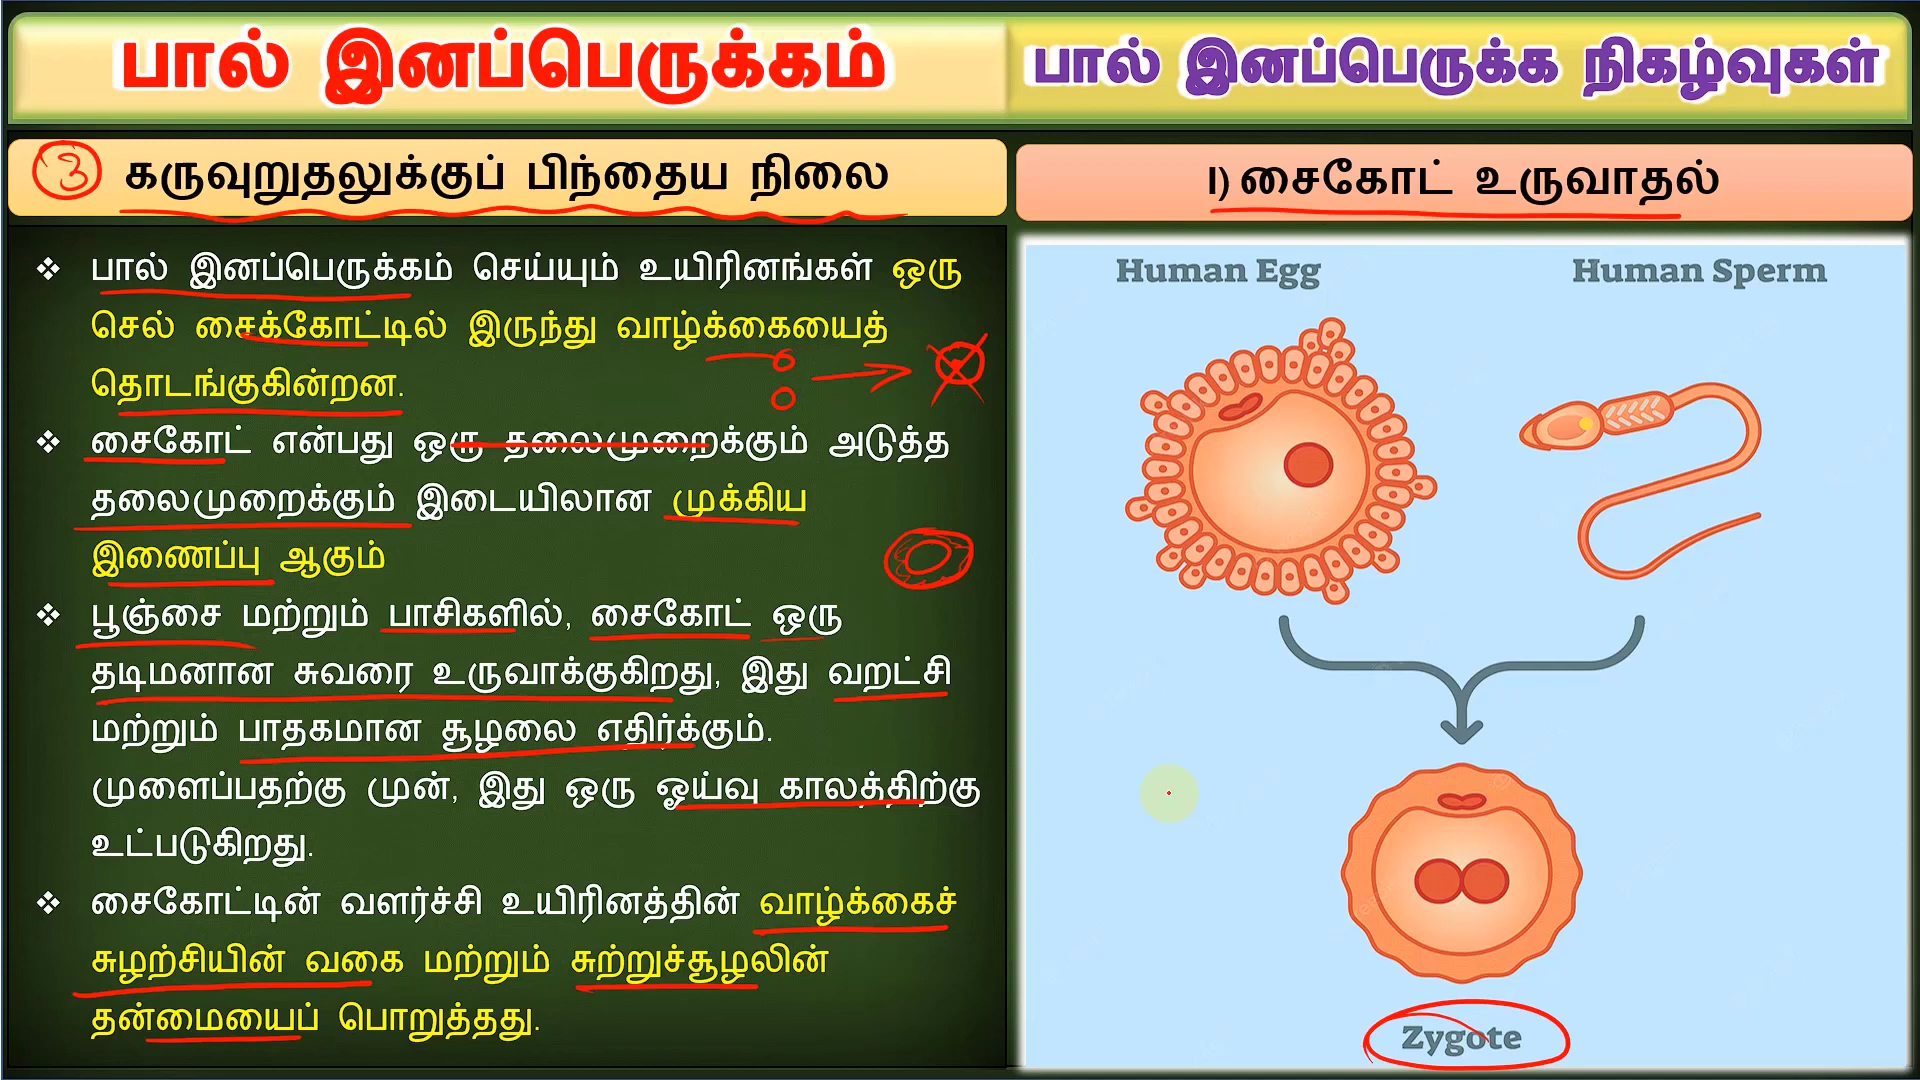 பால் இனப்பெருக்கம்
பால் இனப்பெருக்க நிகழ்வுகள்
3 கருவுறுதலுக்குப் பிந்தைய நிலை
I) சைகோட் உருவாதல்
❖ பால் இனப்பெருக்கம் செய்யும் உயிரினங்கள் ஒரு
செல் சைக்கோட்டில் இருந்து வாழ்க்கையைத்
தொடங்குகின்றன.
❖ சைகோட் என்பது ஒரு தலைமுறைக்கும் அடுத்த
தலைமுறைக்கும் இடையிலான முக்கிய
இணைப்பு ஆகும்
❖ பூஞ்சை மற்றும் பாசிகளில், சைகோட் ஒரு
தடிமனான சுவரை உருவாக்குகிறது, இது வறட்சி
மற்றும் பாதகமான சூழலை எதிர்க்கும்.
முளைப்பதற்கு முன், இது ஒரு ஓய்வு காலத்திற்கு
உட்படுகிறது.
❖ சைகோட்டின் வளர்ச்சி உயிரினத்தின் வாழ்க்கைச்
சுழற்சியின் வகை மற்றும் சுற்றுச்சூழலின்
தன்மையைப் பொறுத்தது.
Human Egg
Human Sperm
Zygote